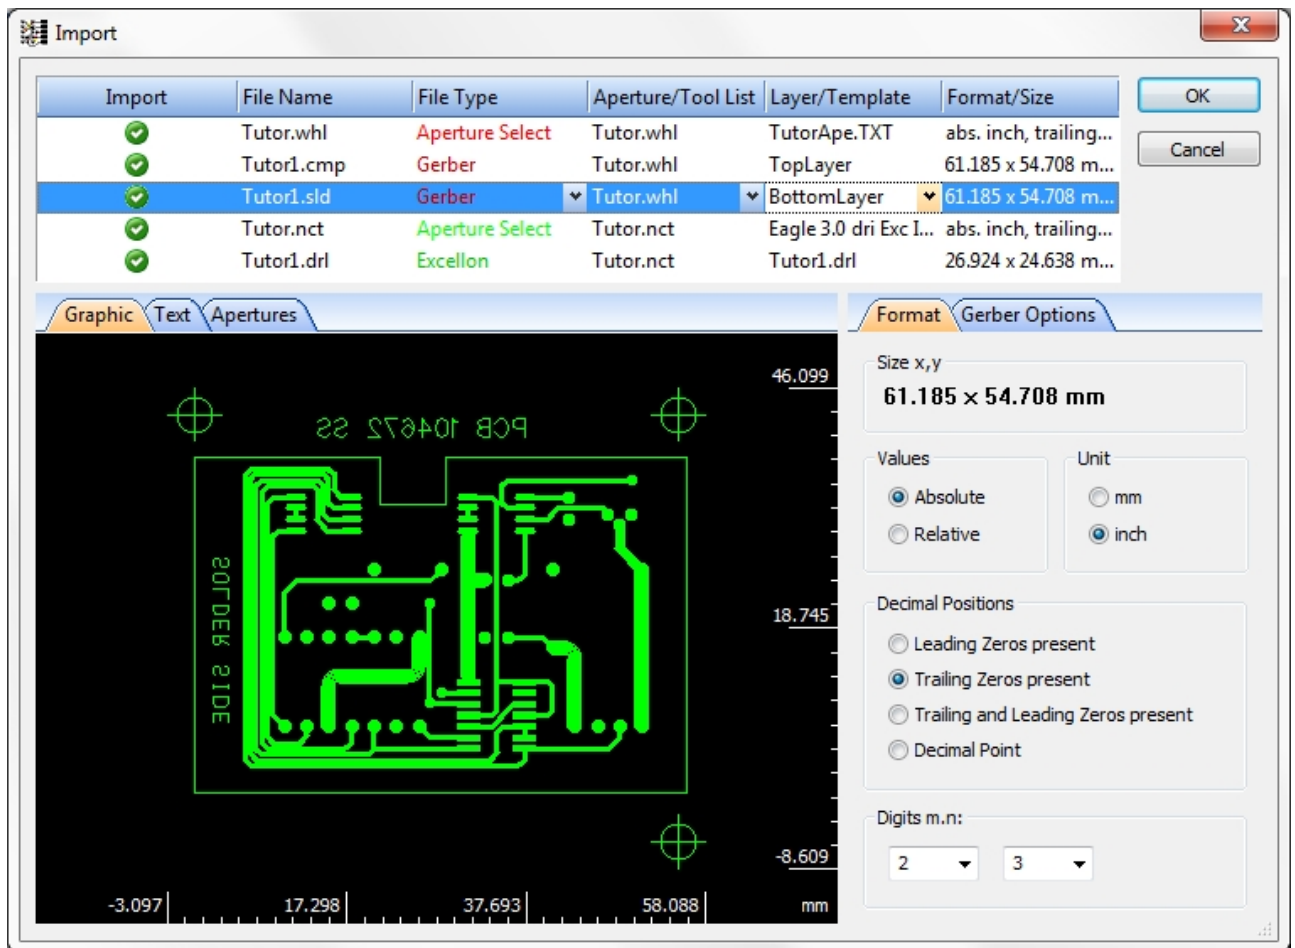 Import
Import File Name File Type Aperture/Tool List Layer/Template Format/Size
Tutor.whl Aperture Select Tutor.whl TutorApe.TXT abs. inch, trailing...
Tutor1.cmp Gerber Tutor.whl TopLayer 61.185 x 54.708 m...
Tutor1.sld Gerber Tutor.whl BottomLayer 61.185 x 54.708 m...
Tutor.nct Aperture Select Tutor.nct Eagle 3.0 dri Exc I... abs. inch, trailing...
Tutor1.drl Excellon Tutor.nct Tutor1.drl 26.924 x 24.638 m...
OK
Cancel
Graphic Text Apertures
PCB 104672 SS
SOLDER SIDE
46.099
18.745
-8.609
-3.097 17.298 37.693 58.088 mm
Format Gerber Options
Size x,y
61.185 x 54.708 mm
Values
Absolute
Relative
Unit
mm
inch
Decimal Positions
Leading Zeros present
Trailing Zeros present
Trailing and Leading Zeros present
Decimal Point
Digits m.n:
2 3